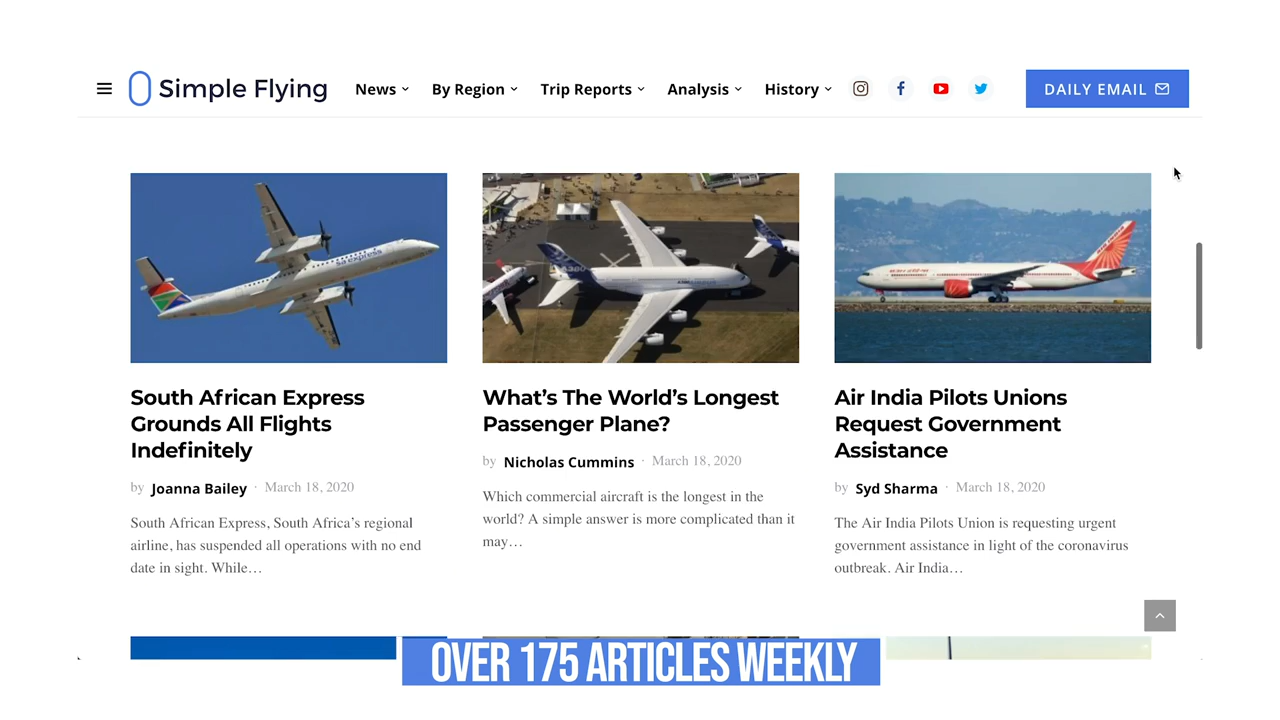 Simple Flying
News By Region Trip Reports Analysis History DAILY EMAIL
South African Express
Grounds All Flights
Indefinitely
by Joanna Bailey · March 18, 2020
South African Express, South Africa's regional
airline, has suspended all operations with no end
date in sight. While…
What's The World's Longest
Passenger Plane?
by Nicholas Cummins · March 18, 2020
Which commercial aircraft is the longest in the
world? A simple answer is more complicated than it
may…
Air India Pilots Unions
Request Government
Assistance
by Syd Sharma · March 18, 2020
The Air India Pilots Union is requesting urgent
government assistance in light of the coronavirus
outbreak. Air India…
OVER 175 ARTICLES WEEKLY